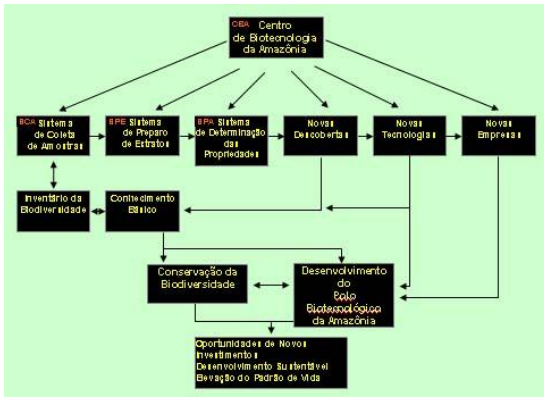 CBA Centro
de Biotecnologia
da Amazônia
SCA Sistema
de Coleta
de Amostras
SPE Sistema
de Preparo
de Extratos
SPA Sistema
de Determinação
das
Propriedades
Novas
Descobertas
Novas
Tecnologias
Novas
Empresas
Inventário da
Biodiversidade
Conhecimento
Básico
Conservação da
Biodiversidade
Desenvolvimento
do
Polo
Biotecnológico
da Amazônia
Oportunidades de Novos
Investimentos
Desenvolvimento Sustentável
Elevação do Padrão de Vida